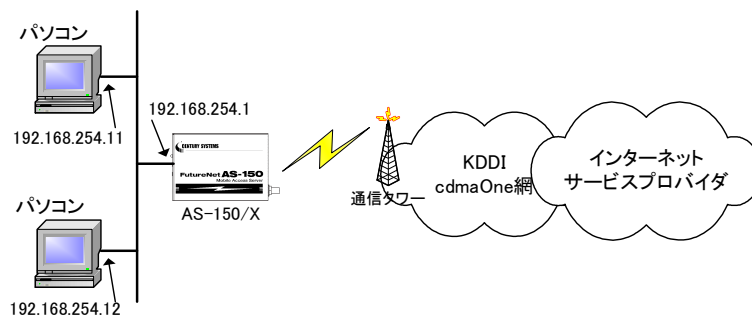 パソコン
192.168.254.11
192.168.254.1
CENTURY SYSTEMS
FutureNet AS-150
Mobile Access Server
AS-150/X
パソコン
192.168.254.12
通信タワー
KDDI
cdmaOne網
インターネット
サービスプロバイダ